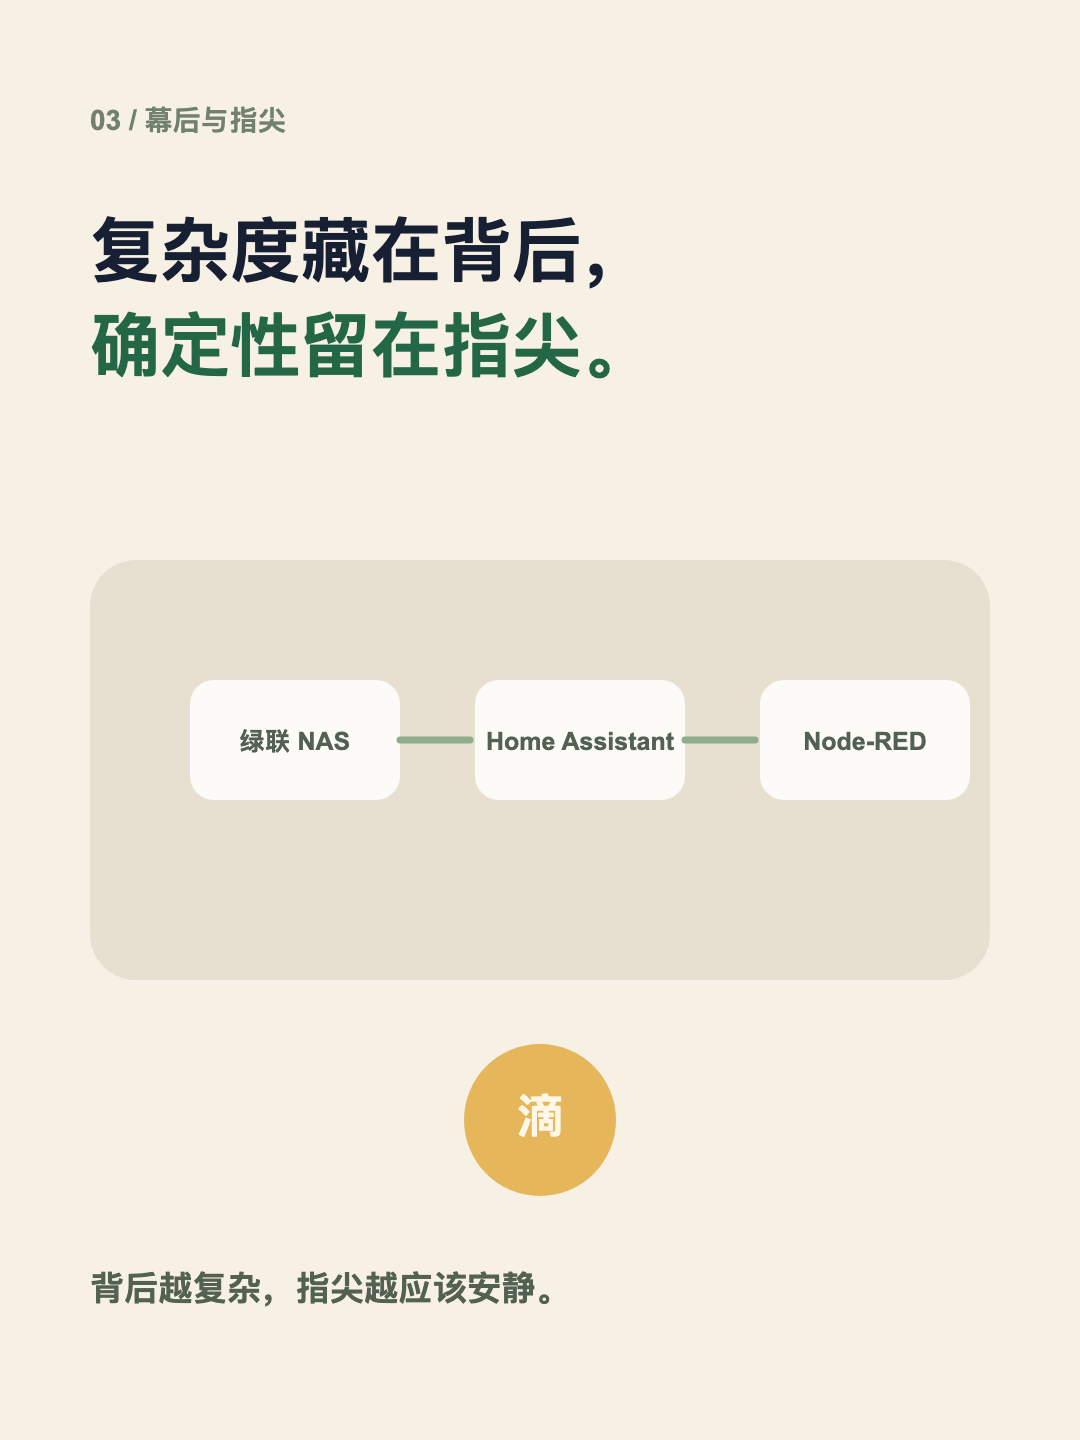 03 / 幕后与指尖
复杂度藏在背后，
确定性留在指尖。
绿联 NAS
Home Assistant
Node-RED
滴
背后越复杂，指尖越应该安静。